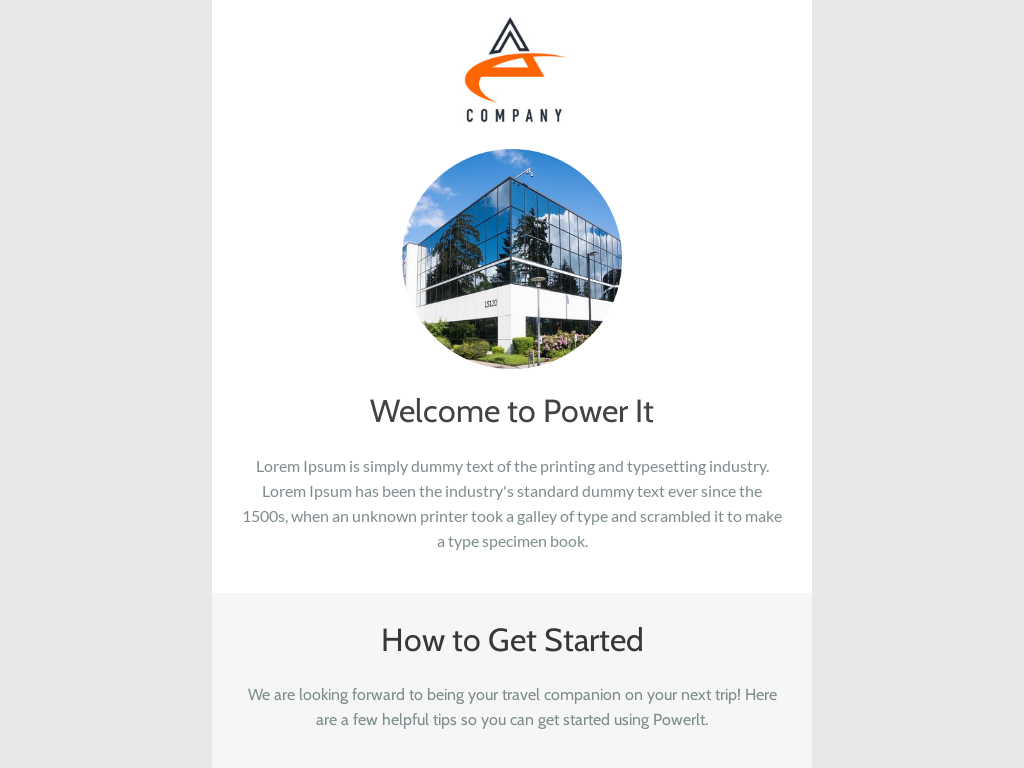 COMPANY
15120
Welcome to Power It
Lorem Ipsum is simply dummy text of the printing and typesetting industry.
Lorem Ipsum has been the industry's standard dummy text ever since the
1500s, when an unknown printer took a galley of type and scrambled it to make
a type specimen book.
How to Get Started
We are looking forward to being your travel companion on your next trip! Here
are a few helpful tips so you can get started using PowerIt.